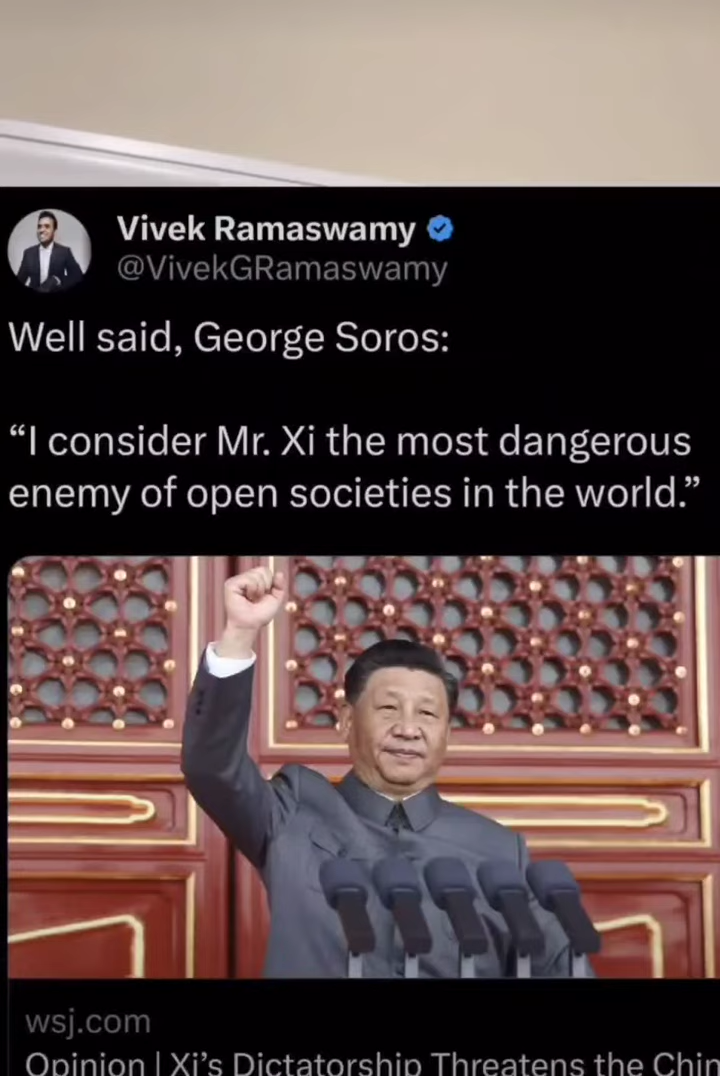 Vivek Ramaswamy
@VivekGRamaswamy
Well said, George Soros:
“I consider Mr. Xi the most dangerous
enemy of open societies in the world.”
wsj.com
Opinion | Xi’s Dictatorship Threatens the Chin